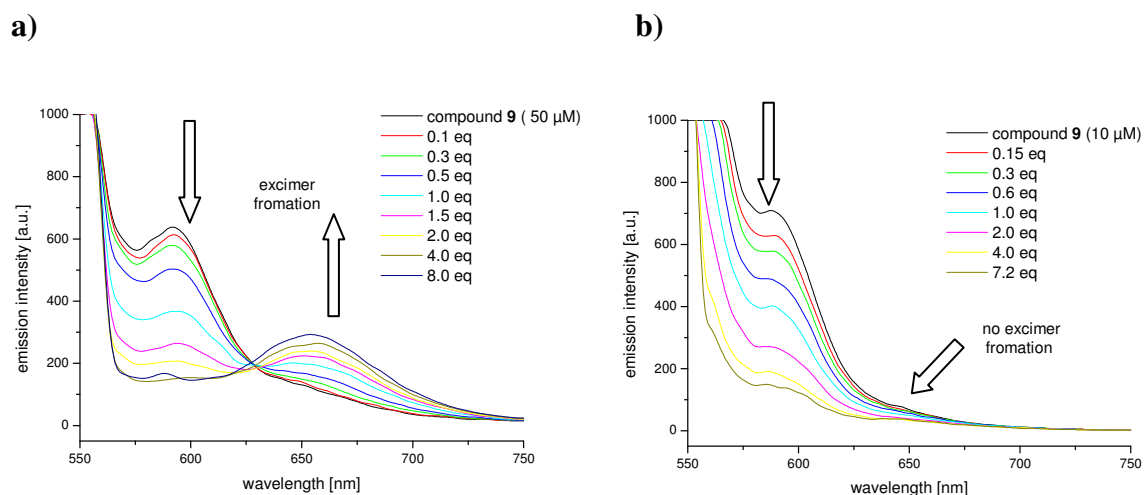 a)
1000
800
600
400
200
0
emission intensity [a.u.]
550
600
650
700
750
wavelength [nm]
excimer
fromation
compound 9 ( 50 µM)
0.1 eq
0.3 eq
0.5 eq
1.0 eq
1.5 eq
2.0 eq
4.0 eq
8.0 eq
b)
1000
800
600
400
200
0
emission intensity [a.u.]
550
600
650
700
750
wavelength [nm]
compound 9 (10 µM)
0.15 eq
0.3 eq
0.6 eq
1.0 eq
2.0 eq
4.0 eq
7.2 eq
no excimer
fromation